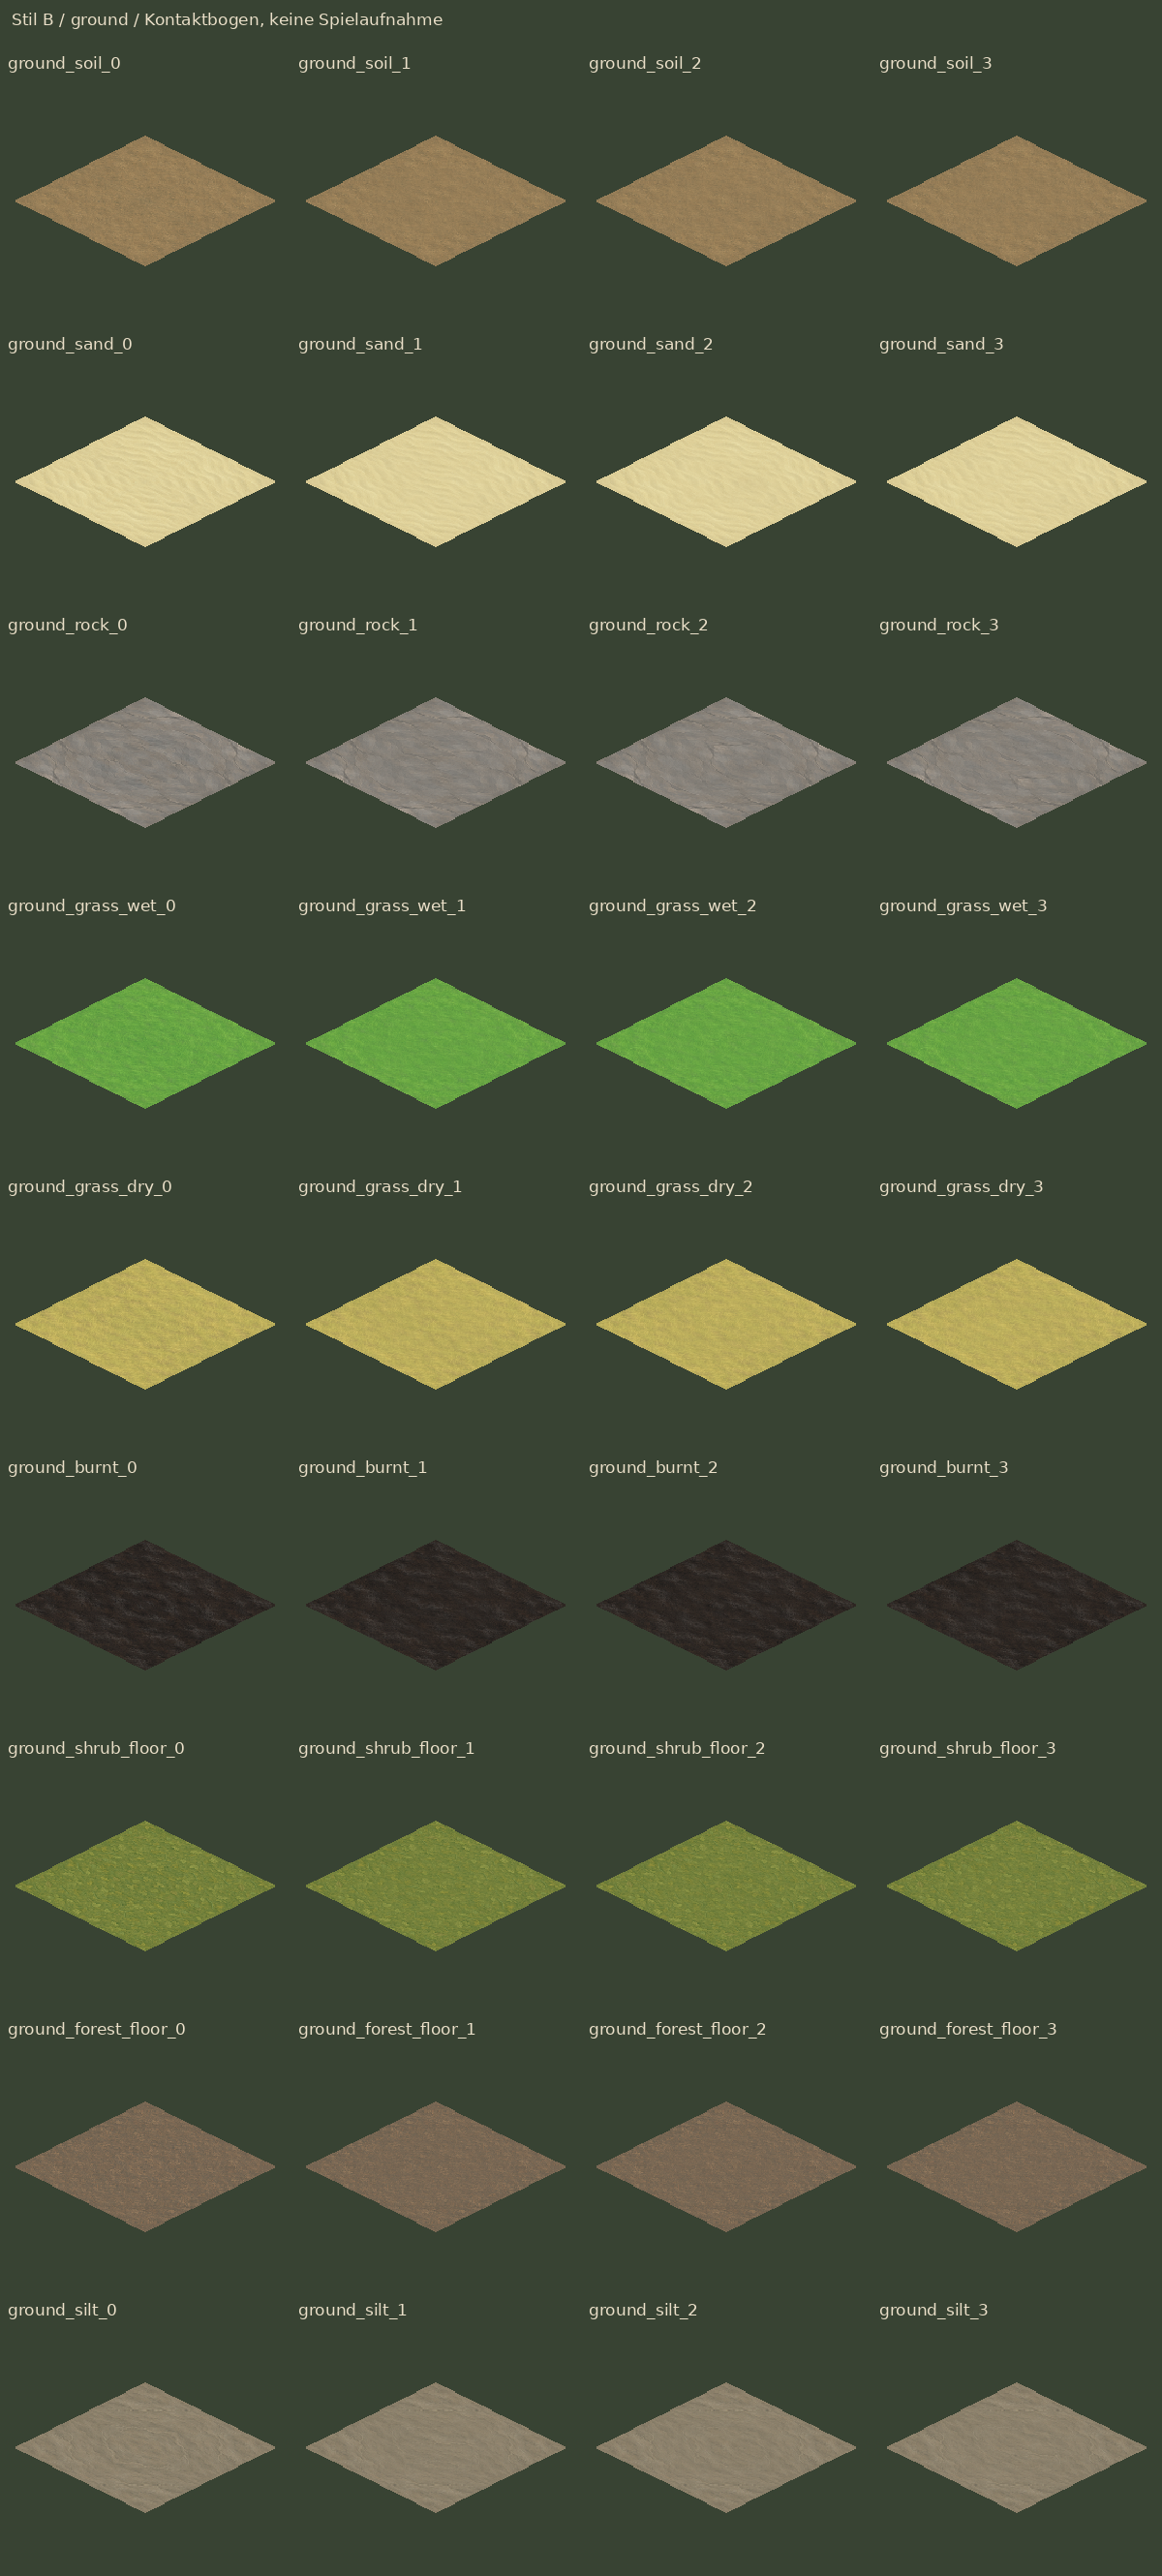 Stil B / ground / Kontaktbogen, keine Spielaufnahme
ground_soil_0 ground_soil_1 ground_soil_2 ground_soil_3
ground_sand_0 ground_sand_1 ground_sand_2 ground_sand_3
ground_rock_0 ground_rock_1 ground_rock_2 ground_rock_3
ground_grass_wet_0 ground_grass_wet_1 ground_grass_wet_2 ground_grass_wet_3
ground_grass_dry_0 ground_grass_dry_1 ground_grass_dry_2 ground_grass_dry_3
ground_burnt_0 ground_burnt_1 ground_burnt_2 ground_burnt_3
ground_shrub_floor_0 ground_shrub_floor_1 ground_shrub_floor_2 ground_shrub_floor_3
ground_forest_floor_0 ground_forest_floor_1 ground_forest_floor_2 ground_forest_floor_3
ground_silt_0 ground_silt_1 ground_silt_2 ground_silt_3